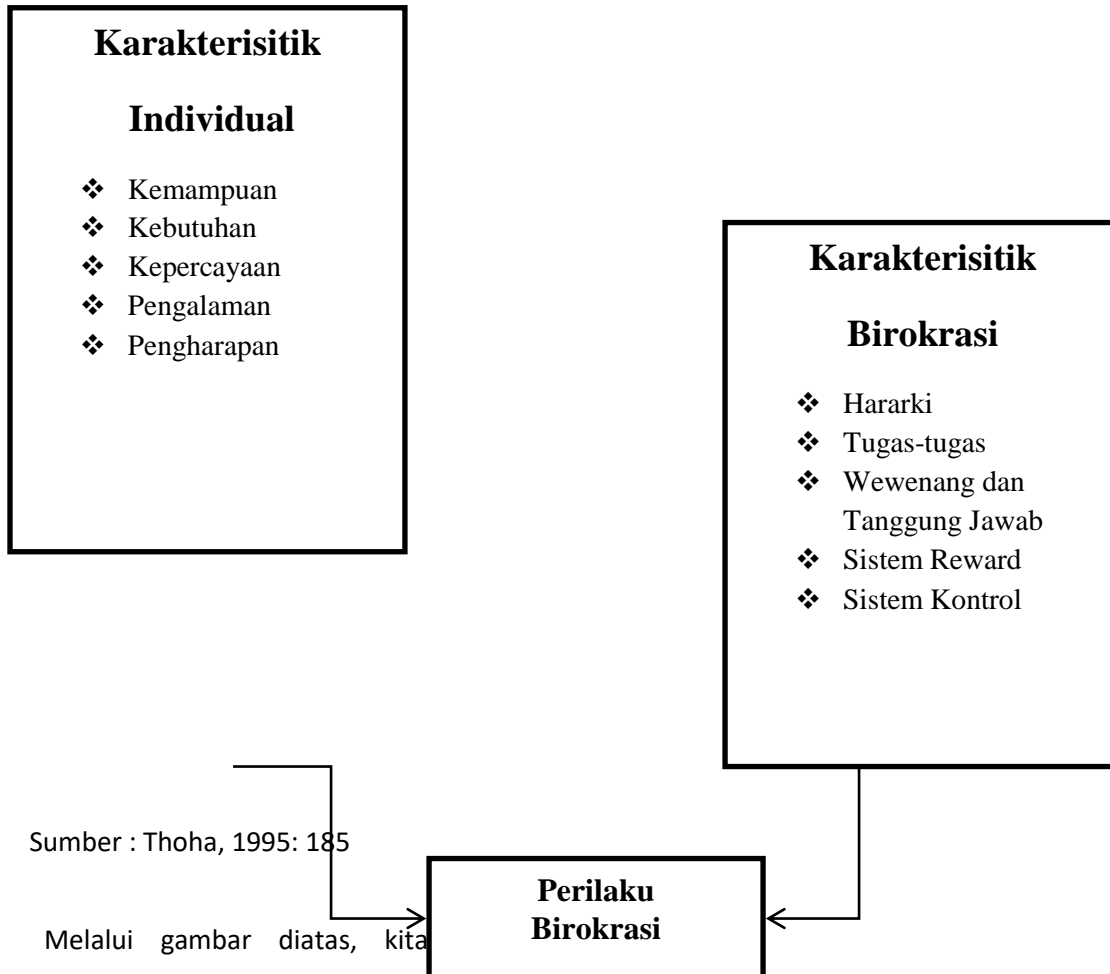 Karakterisitik
Individual
❖ Kemampuan
❖ Kebutuhan
❖ Kepercayaan
❖ Pengalaman
❖ Pengharapan
Karakterisitik
Birokrasi
❖ Hararki
❖ Tugas-tugas
❖ Wewenang dan
Tanggung Jawab
❖ Sistem Reward
❖ Sistem Kontrol
Sumber : Thoha, 1995: 185
Perilaku
Birokrasi
Melalui gambar diatas, kita